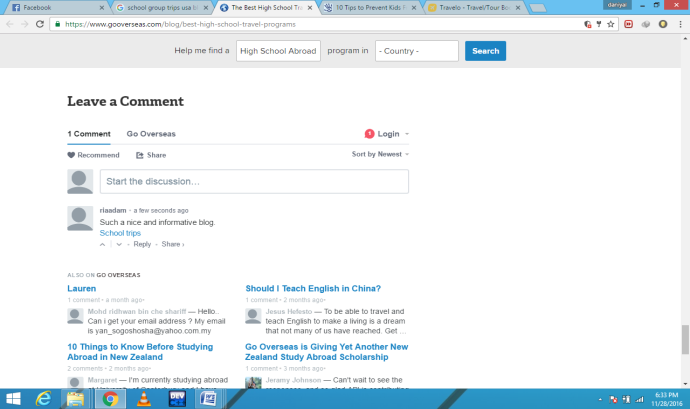 Facebook
school group trips usa b
The Best High School Tra
10 Tips to Prevent Kids F
Travelo - Travel/Tour Bo
https://www.gooverseas.com/blog/best-high-school-travel-programs
Help me find a High School Abroad program in - Country - Search
Leave a Comment
1 Comment Go Overseas 1 Login
Recommend Share Sort by Newest
Start the discussion…
riaadam • a few seconds ago
Such a nice and informative blog.
School trips
Reply • Share ›
ALSO ON GO OVERSEAS
Lauren
1 comment • a month ago•
Mohd ridhwan bin che shariff — Hello..
Can i get your email address ? My email
is yan_sogoshosha@yahoo.com.my
Should I Teach English in China?
1 comment • 2 months ago•
Jesus Helesio — To be able to travel and
teach English to make a living is a dream
that not many of us have reached. Get ...
10 Things to Know Before Studying
Abroad in New Zealand
2 comments • 2 months ago•
Margaret — I'm currently studying abroad
Go Overseas is Giving Yet Another New
Zealand Study Abroad Scholarship
1 comment • 3 months ago•
Jeramy Johnson — Can't wait to see the
DEV
6:33 PM
11/28/2016